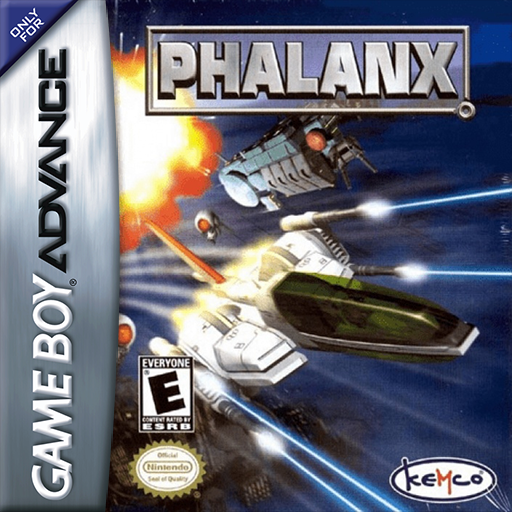 ONLY
FOR
GAME BOY ADVANCE
PHALANX
EVERYONE
E
CONTENT RATED BY
ESRB
Official
Nintendo
Seal of Quality
KEMCO